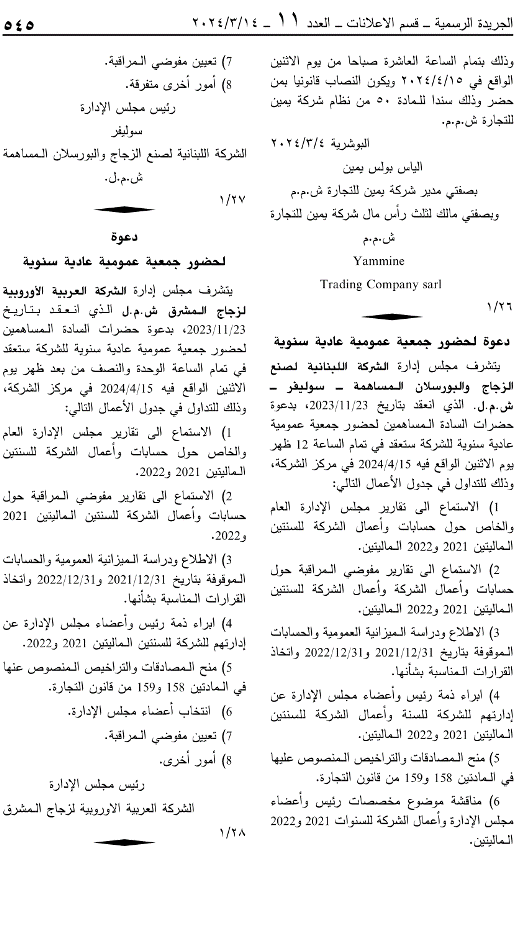 الجريدة الرسمية ـ قسم الاعلانات ـ العدد ١١ ـ ٢٠٢٤/٣/١٤
٥٤٥
وذلك بتمام الساعة العاشرة صباحا من يوم الاثنين
الواقع في ٢٠٢٤/٤/١٥ ويكون النصاب قانونيا بمن
حضر وذلك سندا للمادة ٥٠ من نظام شركة يمين
للتجارة ش.م.م.
البوشرية ٢٠٢٤/٣/٤
الياس بولس يمين
بصفتي مدير شركة يمين للتجارة ش.م.م
وبصفتي مالك لثلث رأس مال شركة يمين للتجارة
ش.م.م
Yammine
Trading Company sarl
١/٢٦
دعوة لحضور جمعية عمومية عادية سنوية
يتشرف مجلس إدارة الشركة اللبنانية لصنع
الزجاج والبورسلان المساهمة ـ سوليفر ـ
ش.م.ل. الذي انعقد بتاريخ 2023/11/23، بدعوة
حضرات السادة المساهمين لحضور جمعية عمومية
عادية سنوية للشركة ستعقد في تمام الساعة 12 ظهر
يوم الاثنين الواقع فيه 2024/4/15 في مركز الشركة،
وذلك للتداول في جدول الأعمال التالي:
1) الاستماع الى تقارير مجلس الإدارة العام
والخاص حول حسابات وأعمال الشركة للسنتين
الماليتين 2021 و2022 الماليتين.
2) الاستماع الى تقارير مفوضي المراقبة حول
حسابات وأعمال الشركة وأعمال الشركة للسنتين
الماليتين 2021 و2022 الماليتين.
3) الاطلاع ودراسة الميزانية العمومية والحسابات
الموقوفة بتاريخ 2021/12/31 و2022/12/31 واتخاذ
القرارات المناسبة بشأنها.
4) ابراء ذمة رئيس وأعضاء مجلس الإدارة عن
إدارتهم للشركة للسنة وأعمال الشركة للسنتين
الماليتين 2021 و2022 الماليتين.
5) منح المصادقات والتراخيص المنصوص عليها
في المادتين 158 و159 من قانون التجارة.
6) مناقشة موضوع مخصصات رئيس وأعضاء
مجلس الإدارة وأعمال الشركة للسنوات 2021 و2022
الماليتين.
7) تعيين مفوضي المراقبة.
8) أمور أخرى متفرقة.
رئيس مجلس الإدارة
سوليفر
الشركة اللبنانية لصنع الزجاج والبورسلان المساهمة
ش.م.ل.
١/٢٧
دعوة
لحضور جمعية عمومية عادية سنوية
يتشرف مجلس إدارة الشركة العربية الأوروبية
لزجاج المشرق ش.م.ل الذي انعقد بتاريخ
2023/11/23، بدعوة حضرات السادة المساهمين
لحضور جمعية عمومية عادية سنوية للشركة ستعقد
في تمام الساعة الوحدة والنصف من بعد ظهر يوم
الاثنين الواقع فيه 2024/4/15 في مركز الشركة،
وذلك للتداول في جدول الأعمال التالي:
1) الاستماع الى تقارير مجلس الإدارة العام
والخاص حول حسابات وأعمال الشركة للسنتين
الماليتين 2021 و2022.
2) الاستماع الى تقارير مفوضي المراقبة حول
حسابات وأعمال الشركة للسنتين الماليتين 2021
و2022.
3) الاطلاع ودراسة الميزانية العمومية والحسابات
الموقوفة بتاريخ 2021/12/31 و2022/12/31 واتخاذ
القرارات المناسبة بشأنها.
4) ابراء ذمة رئيس وأعضاء مجلس الإدارة عن
إدارتهم للشركة للسنتين الماليتين 2021 و2022.
5) منح المصادقات والتراخيص المنصوص عنها
في المادتين 158 و159 من قانون التجارة.
6) انتخاب أعضاء مجلس الإدارة.
7) تعيين مفوضي المراقبة.
8) أمور أخرى.
رئيس مجلس الإدارة
الشركة العربية الاوروبية لزجاج المشرق
١/٢٨